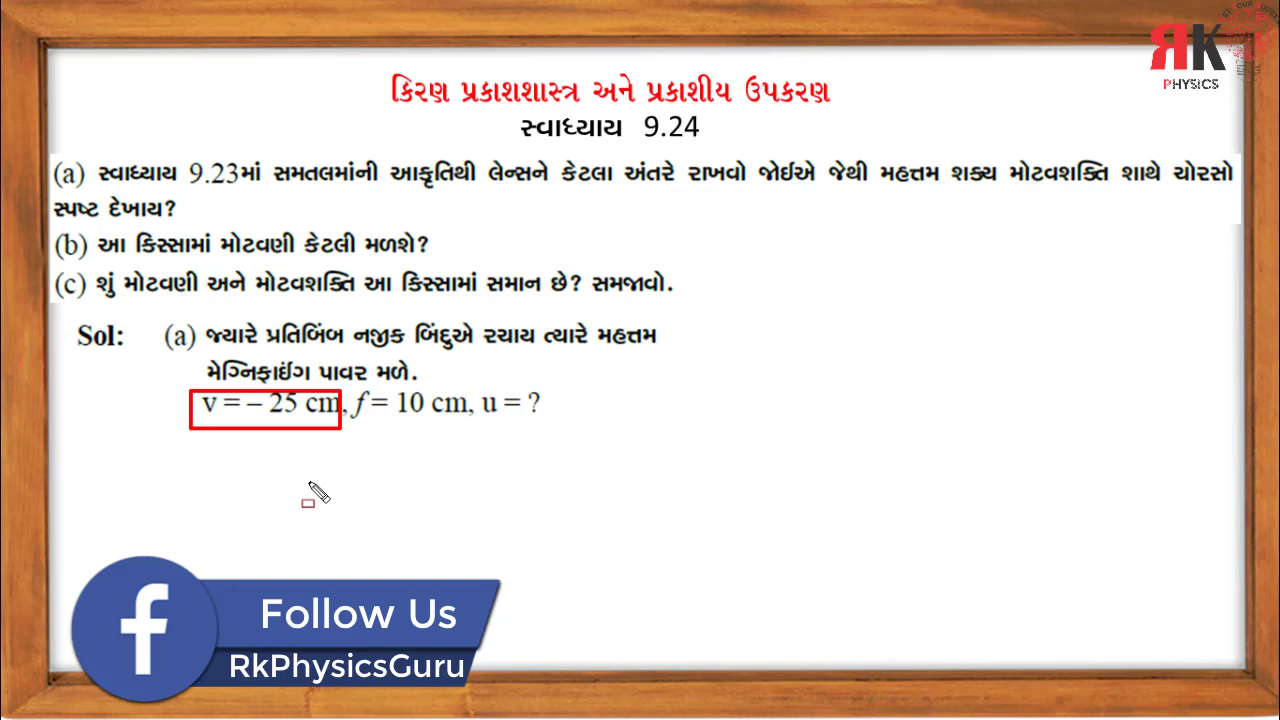 ЯK
PHYSICS
કિરણ પ્રકાશશાસ્ત્ર અને પ્રકાશીય ઉપકરણ
સ્વાધ્યાય 9.24
(a) સ્વાધ્યાય 9.23માં સમતલમાંની આકૃતિથી લેન્સને કેટલા અંતરે રાખવો જોઈએ જેથી મહત્તમ શક્ય મોટવશક્તિ શાથે ચોરસો
સ્પષ્ટ દેખાય?
(b) આ કિસ્સામાં મોટવણી કેટલી મળશે?
(c) શું મોટવણી અને મોટવશક્તિ આ કિસ્સામાં સમાન છે? સમજાવો.
Sol: (a) જ્યારે પ્રતિબિંબ નજીક બિંદુએ રચાય ત્યારે મહત્તમ
મેગ્નિફાઈંગ પાવર મળે.
v = – 25 cm, f = 10 cm, u = ?
f
Follow Us
RkPhysicsGuru